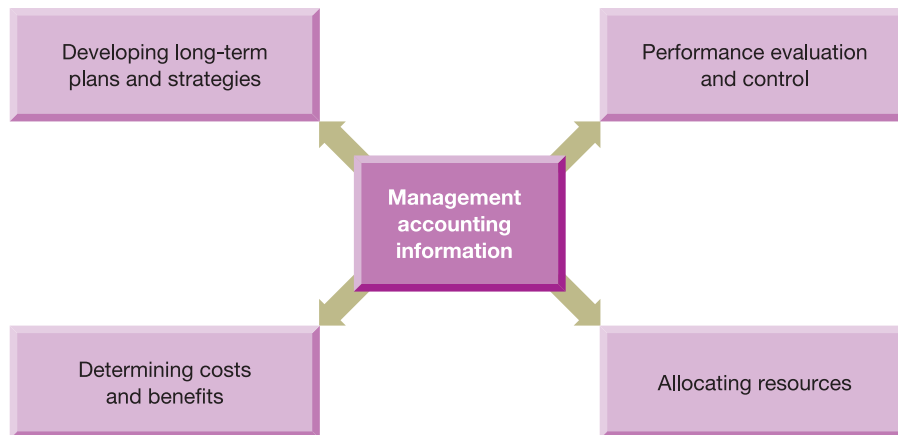 Developing long-term
plans and strategies
Performance evaluation
and control
Management
accounting
information
Determining costs
and benefits
Allocating resources